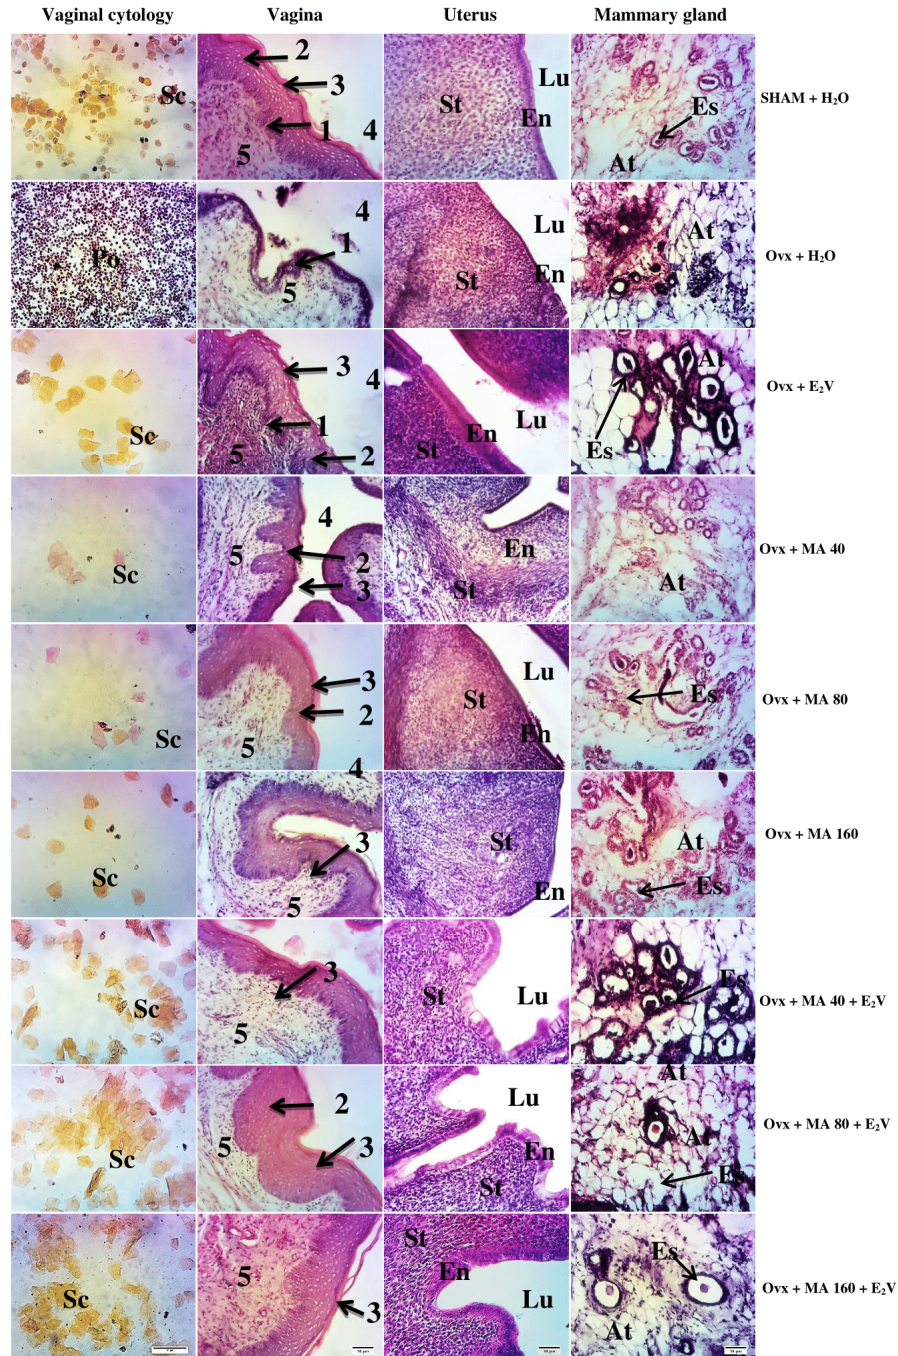 Vaginal cytology Vagina Uterus Mammary gland
Sc 2 3 1 4 5 St Lu En Es At SHAM + H₂O
Po 4 1 5 Lu En St At Ovx + H₂O
Sc 3 4 1 2 5 Lu En St At Es Ovx + E₂V
Sc 4 5 2 3 En St At Ovx + MA 40
Sc 3 2 5 Lu St En Es Ovx + MA 80
Sc 4 3 5 St En At Es Ovx + MA 160
Sc 3 5 St Lu Es Ovx + MA 40 + E₂V
Sc 2 3 5 Lu En St At At Es Ovx + MA 80 + E₂V
Sc 5 3 St En Lu Es At Ovx + MA 160 + E₂V